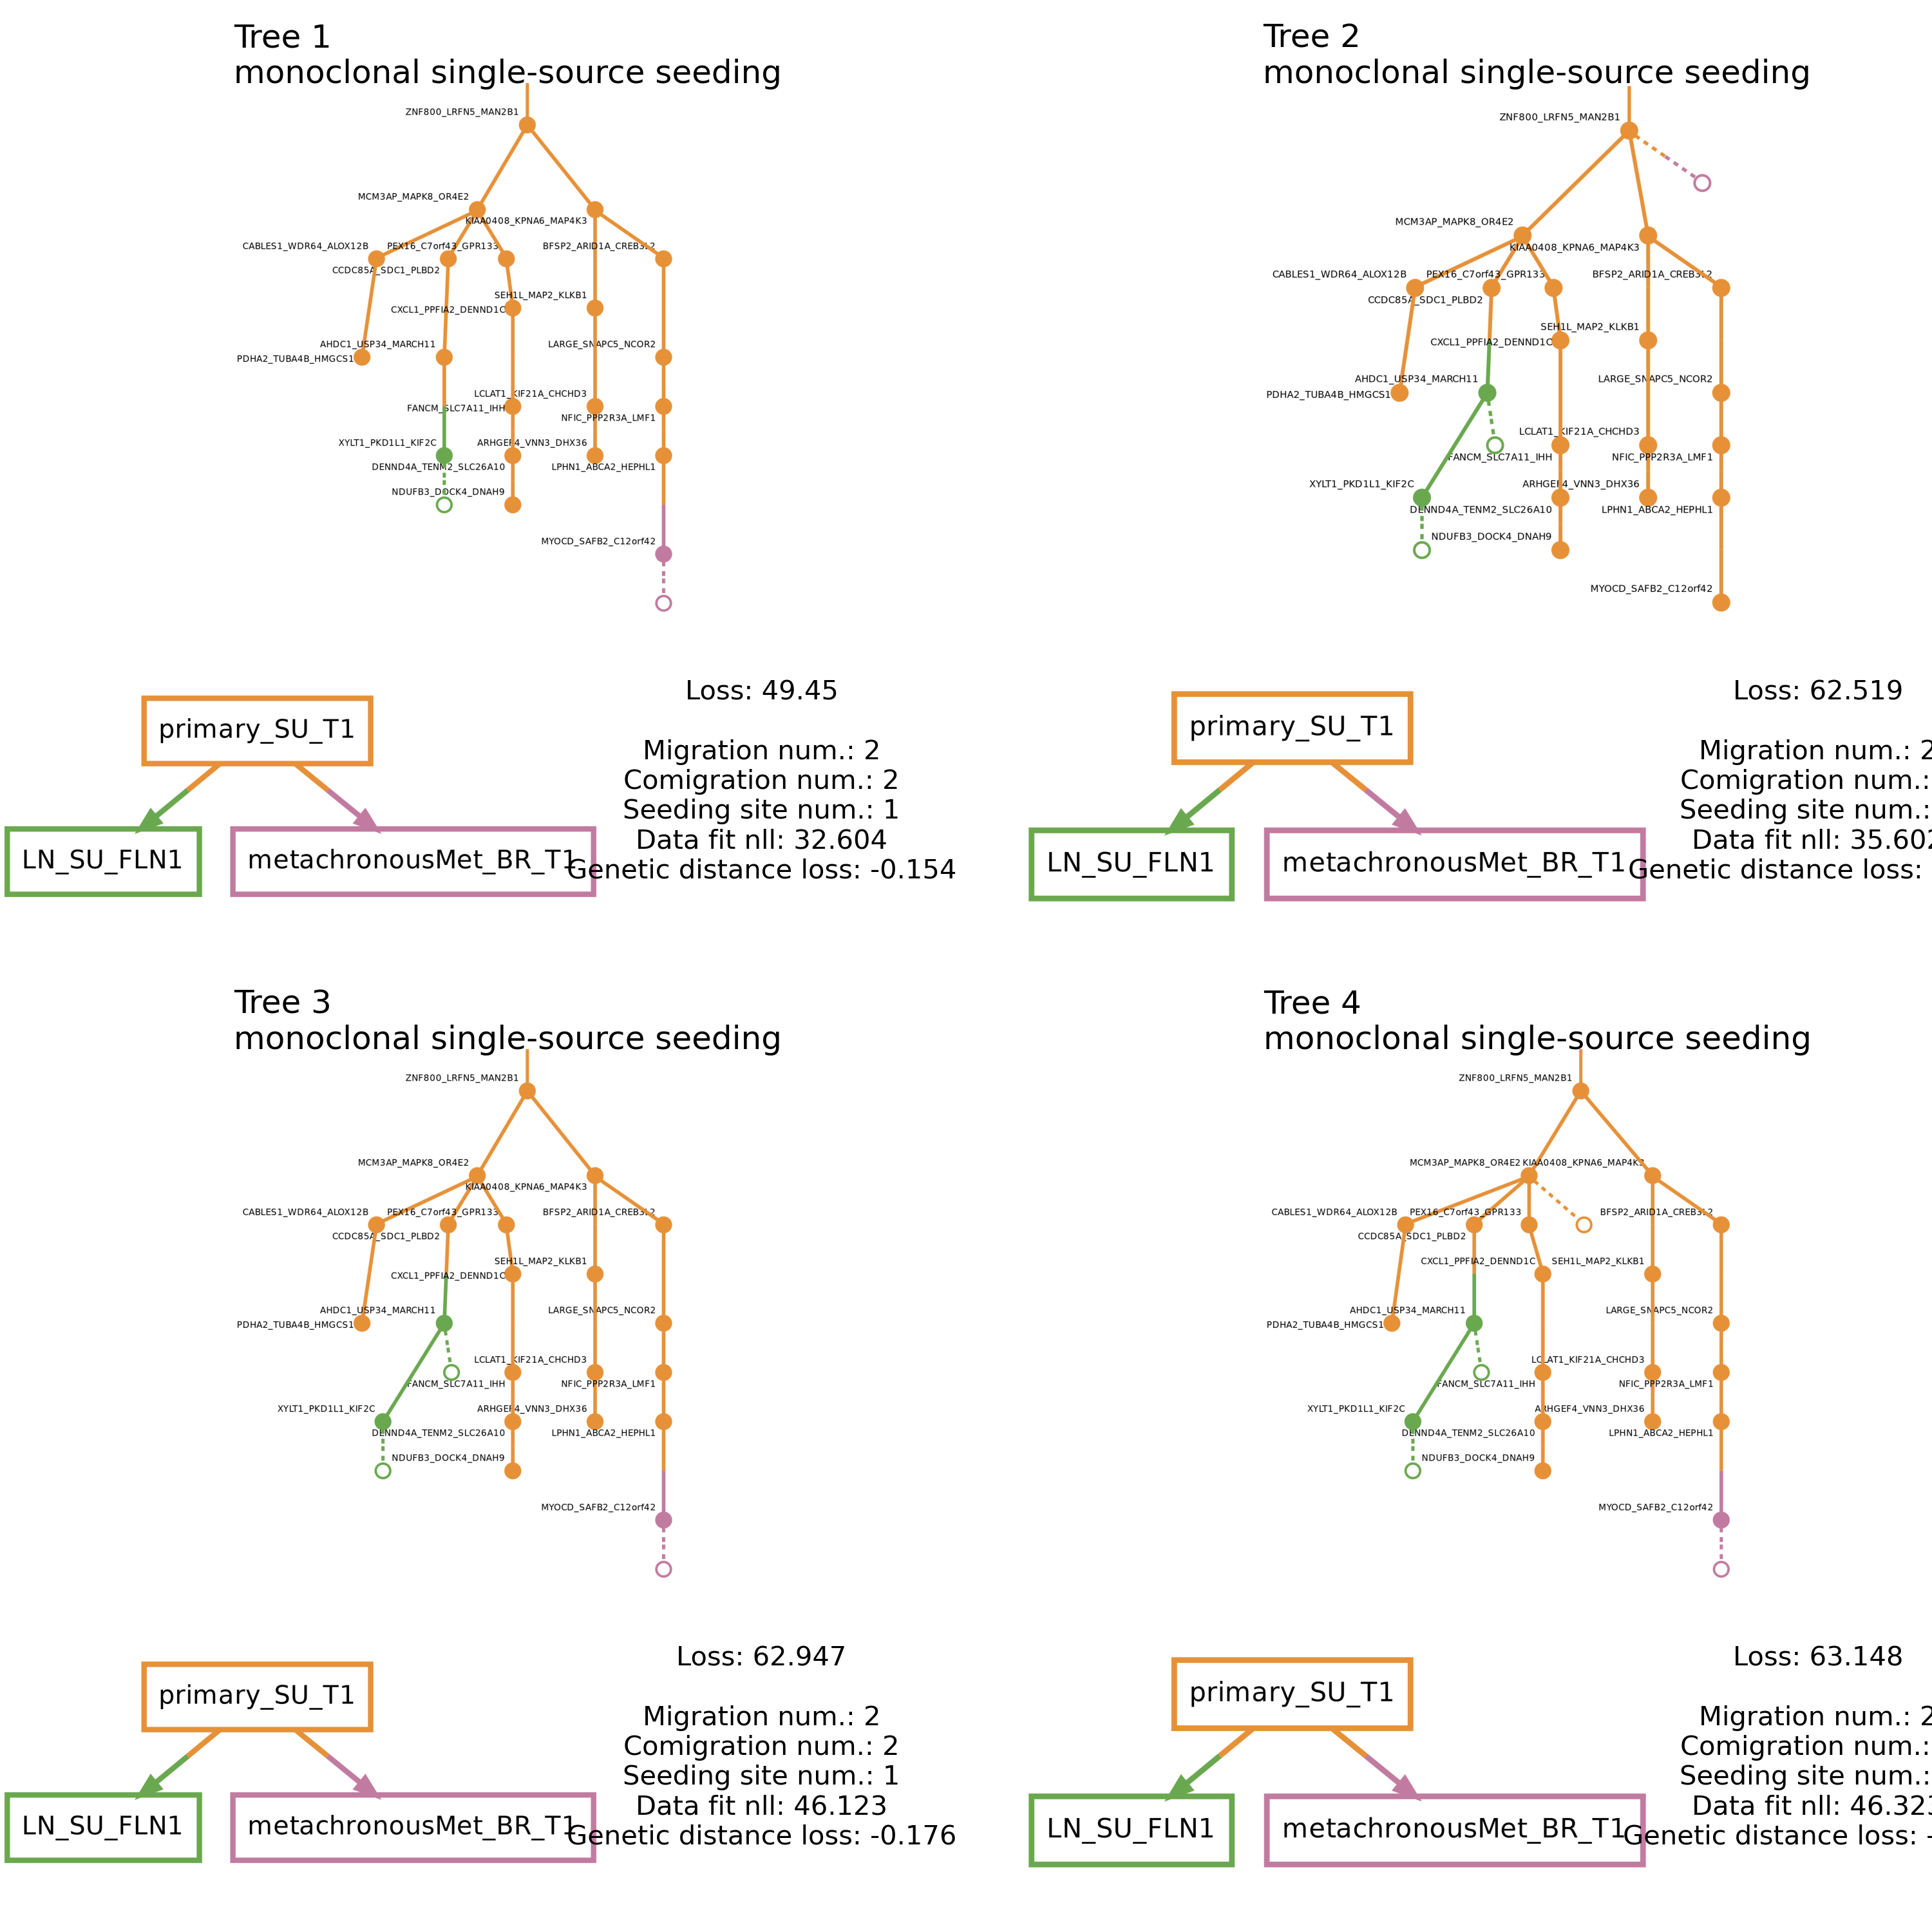 Tree 1
monoclonal single-source seeding
ZNF800_LRFN5_MAN2B1
MCM3AP_MAPK8_OR4E2
KIAA0408_KPNA6_MAP4K3
CABLES1_WDR64_ALOX12B
PEX16_C7orf43_GPR133
CCDC85A_SDC1_PLBD2
SEH1L_MAP2_KLKB1
CXCL1_PPFIA2_DENND1C
AHDC1_USP34_MARCH11
LARGE_SNAPC5_NCOR2
PDHA2_TUBA4B_HMGCS1
LCLAT1_KIF21A_CHCHD3
FANCM_SLC7A11_IHH
NFIC_PPP2R3A_LMF1
XYLT1_PKD1L1_KIF2C
ARHGEF4_VNN3_DHX36
DENND4A_TENM2_SLC26A10
LPHN1_ABCA2_HEPHL1
NDUFB3_DOCK4_DNAH9
MYOCD_SAFB2_C12orf42
primary_SU_T1
LN_SU_FLN1
metachronousMet_BR_T1
Loss: 49.45
Migration num.: 2
Comigration num.: 2
Seeding site num.: 1
Data fit nll: 32.604
Genetic distance loss: -0.154
Tree 2
monoclonal single-source seeding
ZNF800_LRFN5_MAN2B1
MCM3AP_MAPK8_OR4E2
KIAA0408_KPNA6_MAP4K3
CABLES1_WDR64_ALOX12B
PEX16_C7orf43_GPR133
CCDC85A_SDC1_PLBD2
SEH1L_MAP2_KLKB1
CXCL1_PPFIA2_DENND1C
AHDC1_USP34_MARCH11
LARGE_SNAPC5_NCOR2
PDHA2_TUBA4B_HMGCS1
LCLAT1_KIF21A_CHCHD3
FANCM_SLC7A11_IHH
NFIC_PPP2R3A_LMF1
XYLT1_PKD1L1_KIF2C
ARHGEF4_VNN3_DHX36
DENND4A_TENM2_SLC26A10
LPHN1_ABCA2_HEPHL1
NDUFB3_DOCK4_DNAH9
MYOCD_SAFB2_C12orf42
primary_SU_T1
LN_SU_FLN1
metachronousMet_BR_T1
Loss: 62.519
Migration num.: 2
Comigration num.:
Seeding site num.:
Data fit nll: 35.602
Genetic distance loss:
Tree 3
monoclonal single-source seeding
ZNF800_LRFN5_MAN2B1
MCM3AP_MAPK8_OR4E2
KIAA0408_KPNA6_MAP4K3
CABLES1_WDR64_ALOX12B
PEX16_C7orf43_GPR133
CCDC85A_SDC1_PLBD2
SEH1L_MAP2_KLKB1
CXCL1_PPFIA2_DENND1C
AHDC1_USP34_MARCH11
LARGE_SNAPC5_NCOR2
PDHA2_TUBA4B_HMGCS1
LCLAT1_KIF21A_CHCHD3
FANCM_SLC7A11_IHH
NFIC_PPP2R3A_LMF1
XYLT1_PKD1L1_KIF2C
ARHGEF4_VNN3_DHX36
DENND4A_TENM2_SLC26A10
LPHN1_ABCA2_HEPHL1
NDUFB3_DOCK4_DNAH9
MYOCD_SAFB2_C12orf42
primary_SU_T1
LN_SU_FLN1
metachronousMet_BR_T1
Loss: 62.947
Migration num.: 2
Comigration num.: 2
Seeding site num.: 1
Data fit nll: 46.123
Genetic distance loss: -0.176
Tree 4
monoclonal single-source seeding
ZNF800_LRFN5_MAN2B1
MCM3AP_MAPK8_OR4E2
KIAA0408_KPNA6_MAP4K3
CABLES1_WDR64_ALOX12B
PEX16_C7orf43_GPR133
CCDC85A_SDC1_PLBD2
CXCL1_PPFIA2_DENND1C
SEH1L_MAP2_KLKB1
AHDC1_USP34_MARCH11
LARGE_SNAPC5_NCOR2
PDHA2_TUBA4B_HMGCS1
LCLAT1_KIF21A_CHCHD3
FANCM_SLC7A11_IHH
NFIC_PPP2R3A_LMF1
XYLT1_PKD1L1_KIF2C
ARHGEF4_VNN3_DHX36
DENND4A_TENM2_SLC26A10
LPHN1_ABCA2_HEPHL1
NDUFB3_DOCK4_DNAH9
MYOCD_SAFB2_C12orf42
primary_SU_T1
LN_SU_FLN1
metachronousMet_BR_T1
Loss: 63.148
Migration num.: 2
Comigration num.:
Seeding site num.:
Data fit nll: 46.323
Genetic distance loss: -